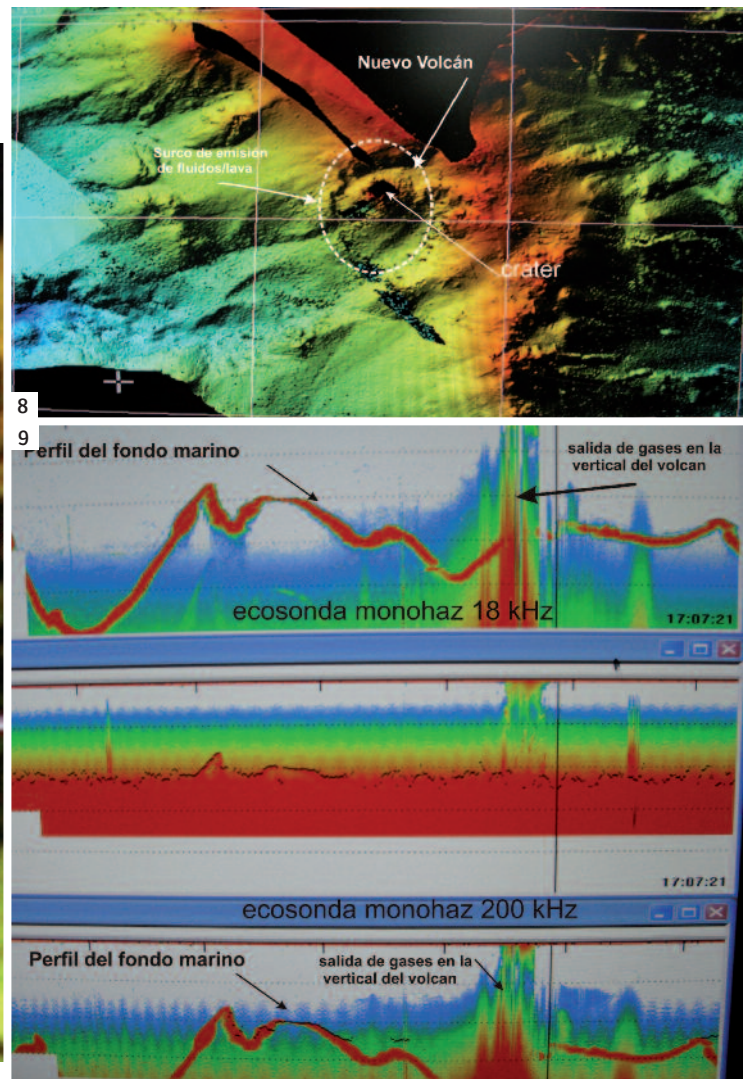 Nuevo Volcán
Surco de emisión
de fluidos/lava
crater
8
9
Perfil del fondo marino
salida de gases en la
vertical del volcan
ecosonda monohaz 18 kHz
17:07:21
17:07:21
ecosonda monohaz 200 kHz
Perfil del fondo marino
salida de gases en la
vertical del volcan